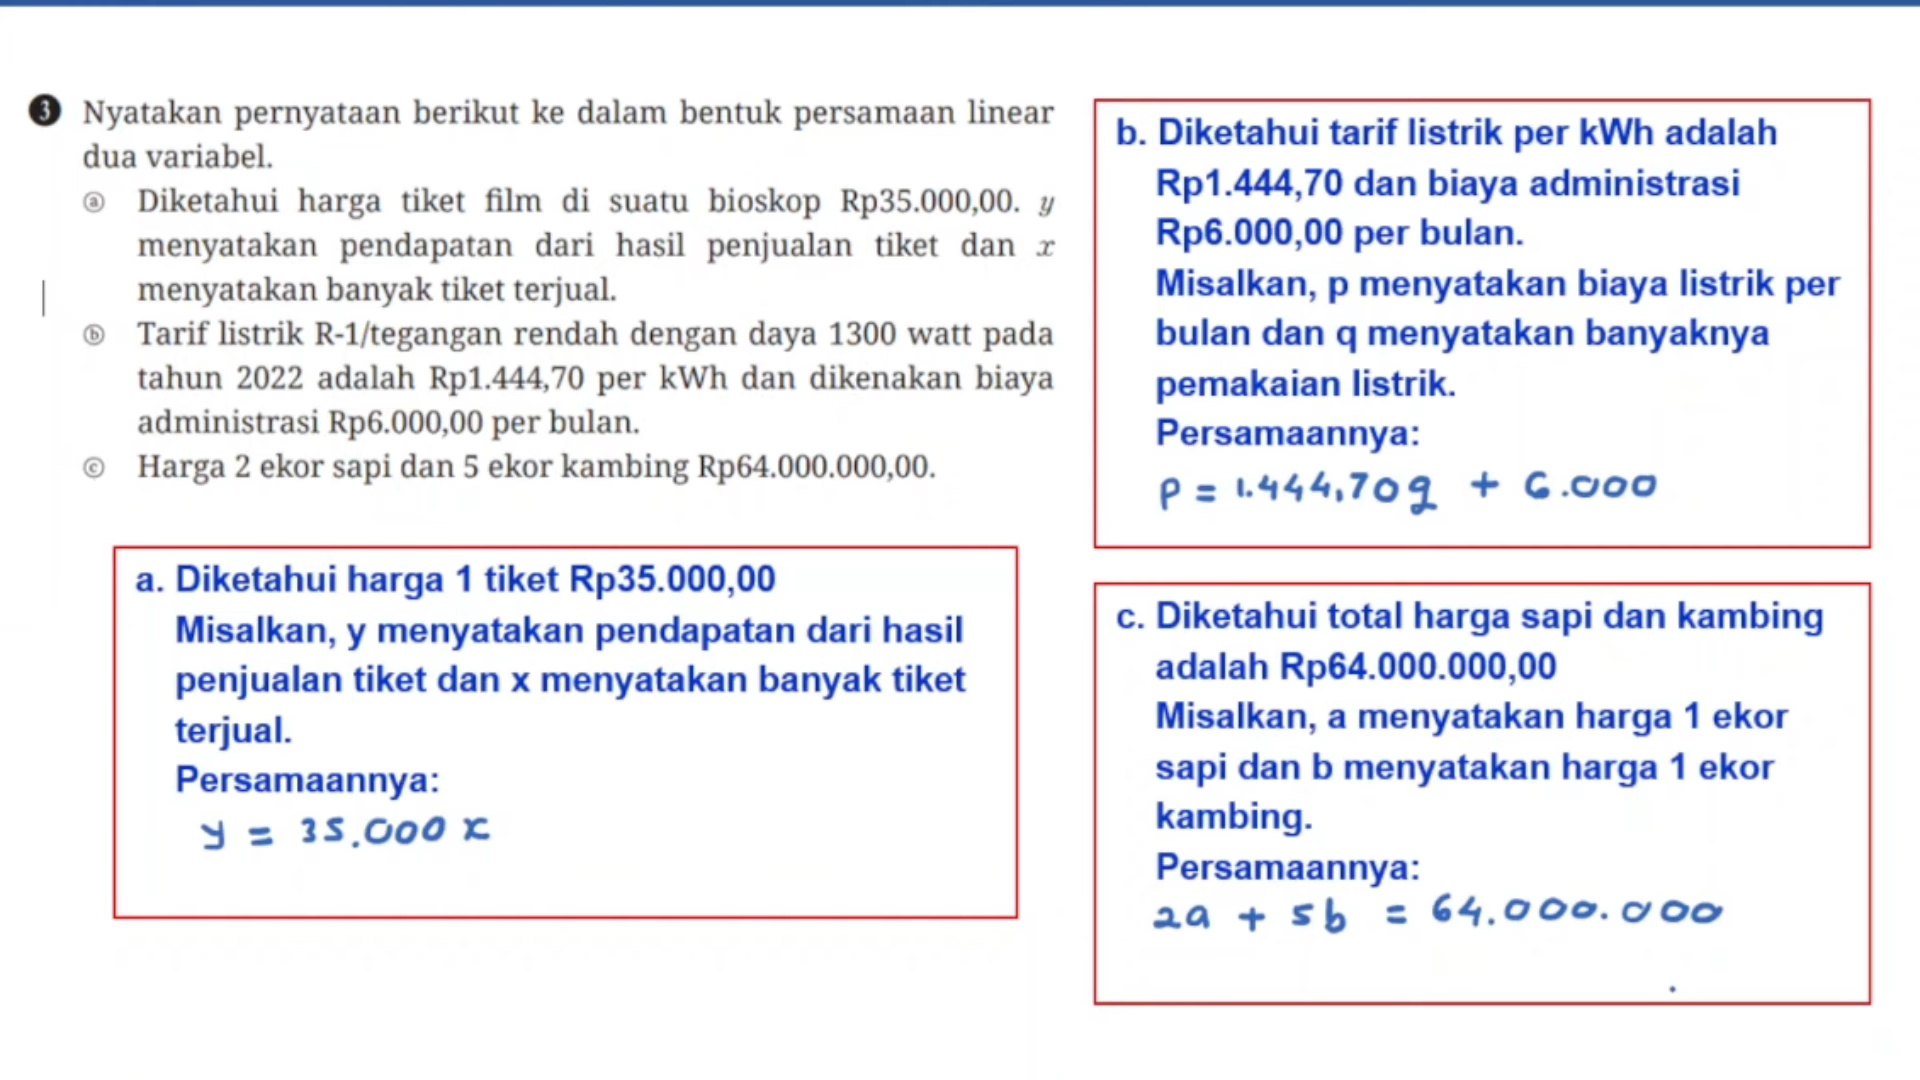 3 Nyatakan pernyataan berikut ke dalam bentuk persamaan linear
dua variabel.
ⓐ Diketahui harga tiket film di suatu bioskop Rp35.000,00. y
menyatakan pendapatan dari hasil penjualan tiket dan x
menyatakan banyak tiket terjual.
ⓑ Tarif listrik R-1/tegangan rendah dengan daya 1300 watt pada
tahun 2022 adalah Rp1.444,70 per kWh dan dikenakan biaya
administrasi Rp6.000,00 per bulan.
ⓒ Harga 2 ekor sapi dan 5 ekor kambing Rp64.000.000,00.
a. Diketahui harga 1 tiket Rp35.000,00
Misalkan, y menyatakan pendapatan dari hasil
penjualan tiket dan x menyatakan banyak tiket
terjual.
Persamaannya:
y = 35.000 x
b. Diketahui tarif listrik per kWh adalah
Rp1.444,70 dan biaya administrasi
Rp6.000,00 per bulan.
Misalkan, p menyatakan biaya listrik per
bulan dan q menyatakan banyaknya
pemakaian listrik.
Persamaannya:
p = 1.444,70q + 6.000
c. Diketahui total harga sapi dan kambing
adalah Rp64.000.000,00
Misalkan, a menyatakan harga 1 ekor
sapi dan b menyatakan harga 1 ekor
kambing.
Persamaannya:
2a + 5b = 64.000.000